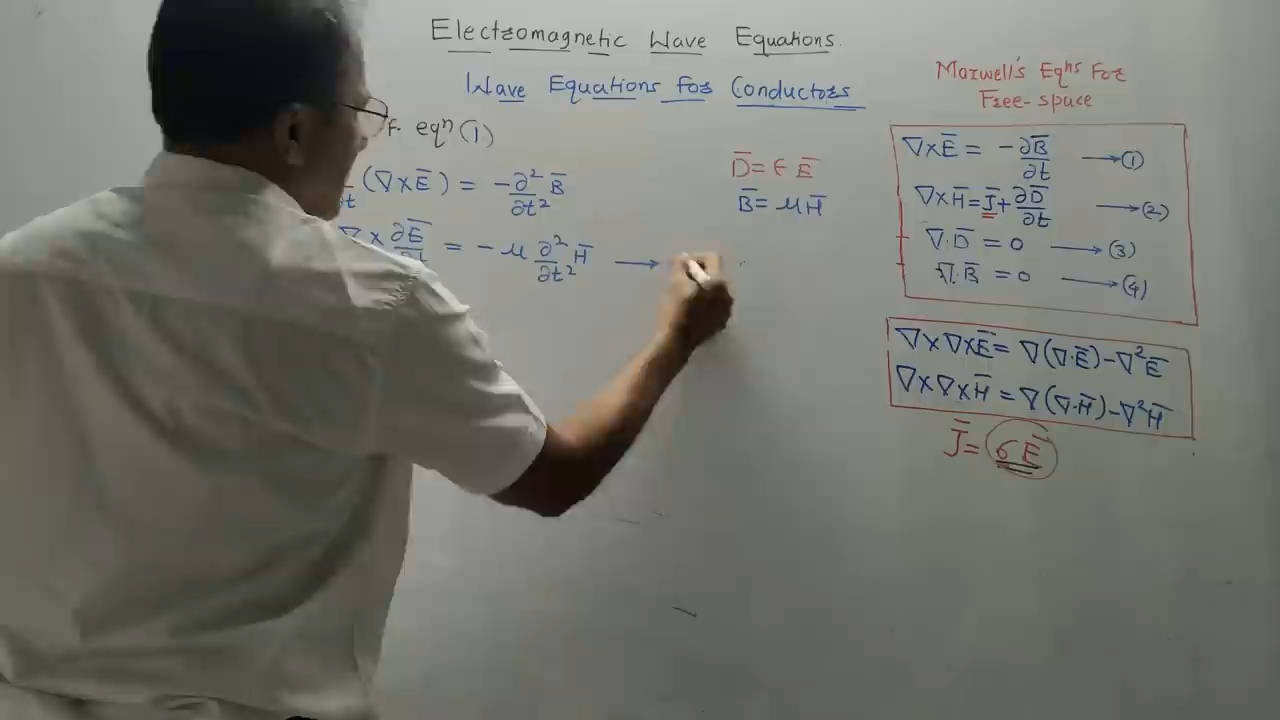 Electromagnetic Wave Equations.
Wave Equations for Conductors
f. eqⁿ (1)
(∇×E̅) = -∂²/∂t² B̅
∇× ∂E̅/∂t = -μ ∂²/∂t² H̅ →
D̅ = ϵ E̅
B̅ = μH̅
Maxwell's Eqⁿs For
Free-space
∇×E̅ = -∂B̅/∂t → (1)
∇×H̅ = J̅ + ∂D̅/∂t → (2)
∇·D̅ = 0 → (3)
∇·B̅ = 0 → (4)
∇×∇×E̅ = ∇(∇·E̅)-∇²E̅
∇×∇×H̅ = ∇(∇·H̅)-∇²H̅
J̅ = σE̅